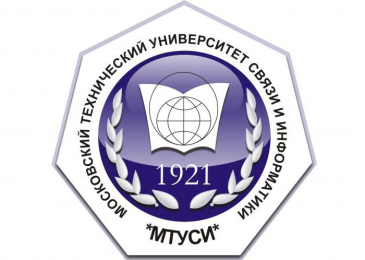 МОСКОВСКИЙ ТЕХНИЧЕСКИЙ УНИВЕРСИТЕТ СВЯЗИ И ИНФОРМАТИКИ
1921
*МТУСИ*